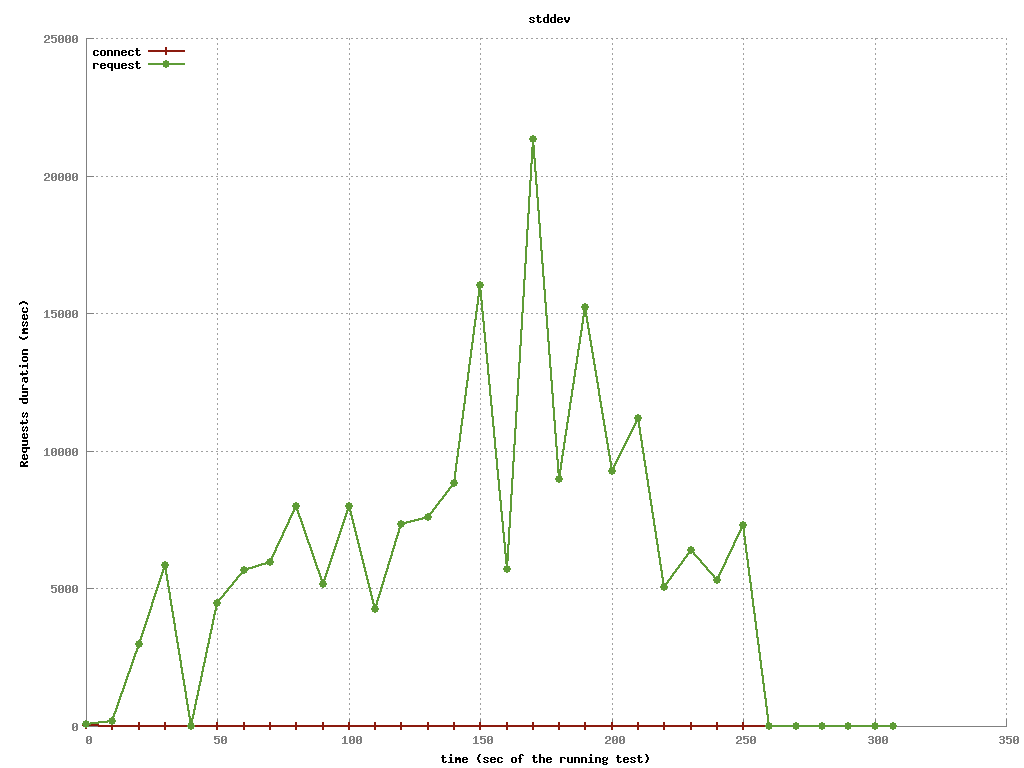 stddev
25000
connect
request
20000
15000
Requests duration (msec)
10000
5000
0
0 50 100 150 200 250 300 350
time (sec of the running test)